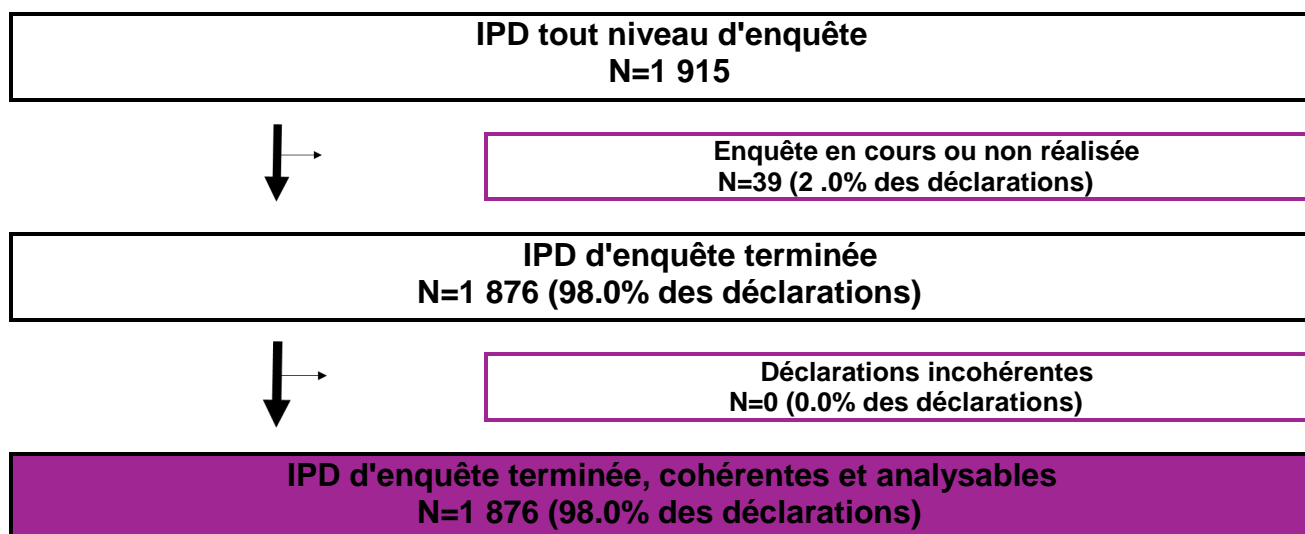 IPD tout niveau d'enquête
N=1 915
Enquête en cours ou non réalisée
N=39 (2 .0% des déclarations)
IPD d'enquête terminée
N=1 876 (98.0% des déclarations)
Déclarations incohérentes
N=0 (0.0% des déclarations)
IPD d'enquête terminée, cohérentes et analysables
N=1 876 (98.0% des déclarations)